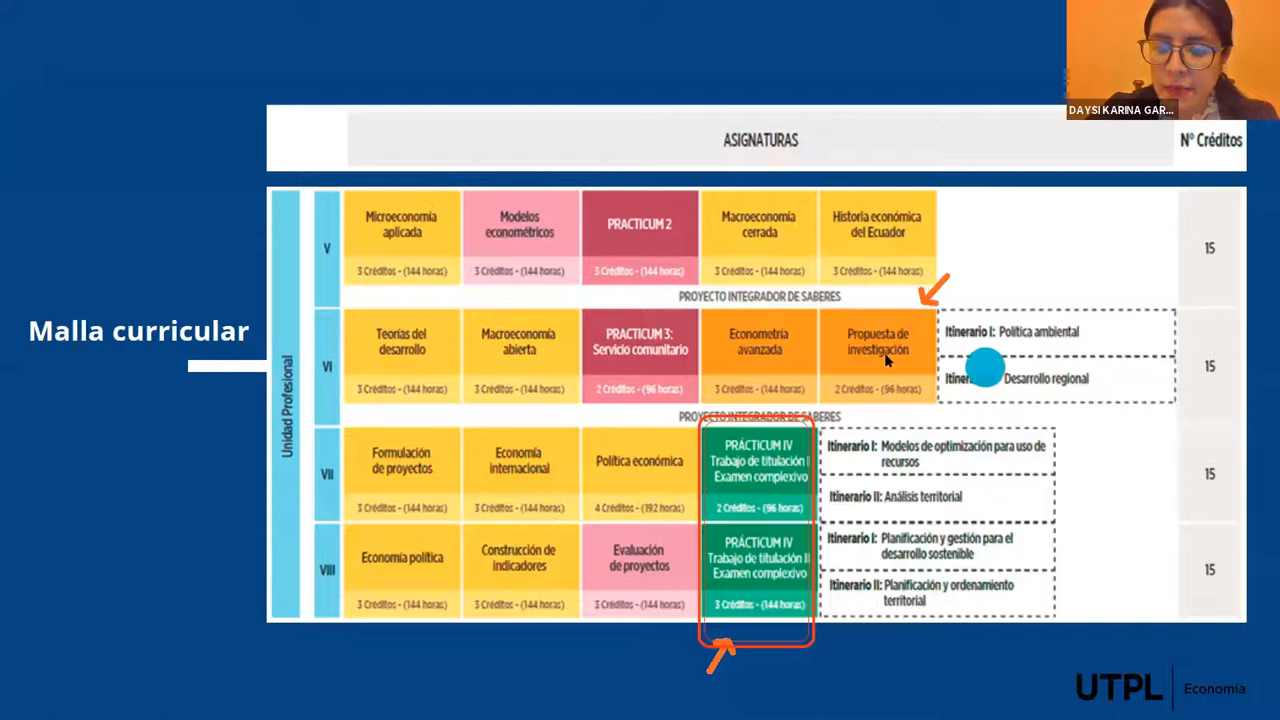 DAYSI KARINA GAR...
ASIGNATURAS
Nº Créditos
Malla curricular
Unidad Profesional
V
Microeconomía
aplicada
3 Créditos - (144 horas)
Modelos
econométricos
3 Créditos - (144 horas)
PRACTICUM 2
3 Créditos - (144 horas)
Macroeconomía
cerrada
3 Créditos - (144 horas)
Historia económica
del Ecuador
3 Créditos - (144 horas)
15
PROYECTO INTEGRADOR DE SABERES
VI
Teorías del
desarrollo
3 Créditos - (144 horas)
Macroeconomía
abierta
3 Créditos - (144 horas)
PRACTICUM 3:
Servicio comunitario
2 Créditos - (96 horas)
Econometría
avanzada
3 Créditos - (144 horas)
Propuesta de
investigación
2 Créditos - (96 horas)
Itinerario I: Política ambiental
Desarrollo regional
15
PROYECTO INTEGRADOR DE SABERES
VII
Formulación
de proyectos
3 Créditos - (144 horas)
Economía
internacional
3 Créditos - (144 horas)
Política económica
4 Créditos - (192 horas)
PRÁCTICUM IV
Trabajo de titulación I
Examen complexivo
2 Créditos - (96 horas)
Itinerario I: Modelos de optimización para uso de
recursos
Itinerario II: Análisis territorial
15
VIII
Economía política
3 Créditos - (144 horas)
Construcción de
indicadores
3 Créditos - (144 horas)
Evaluación
de proyectos
3 Créditos - (144 horas)
PRÁCTICUM IV
Trabajo de titulación II
Examen complexivo
3 Créditos - (144 horas)
Itinerario I: Planificación y gestión para el
desarrollo sostenible
Itinerario II: Planificación y ordenamiento
territorial
15
UTPL
Economía